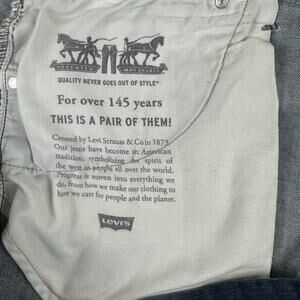 QUALITY NEVER GOES OUT OF STYLE™
For over 145 years
THIS IS A PAIR OF THEM!
Created by Levi Strauss & Co in 1873
Our jeans have become an American
tradition, symbolizing the spirit of
the west to people all over the world.
Progress is woven into everything we
do, from how we make our clothing to
how we care for people and the planet.
LEVI'S